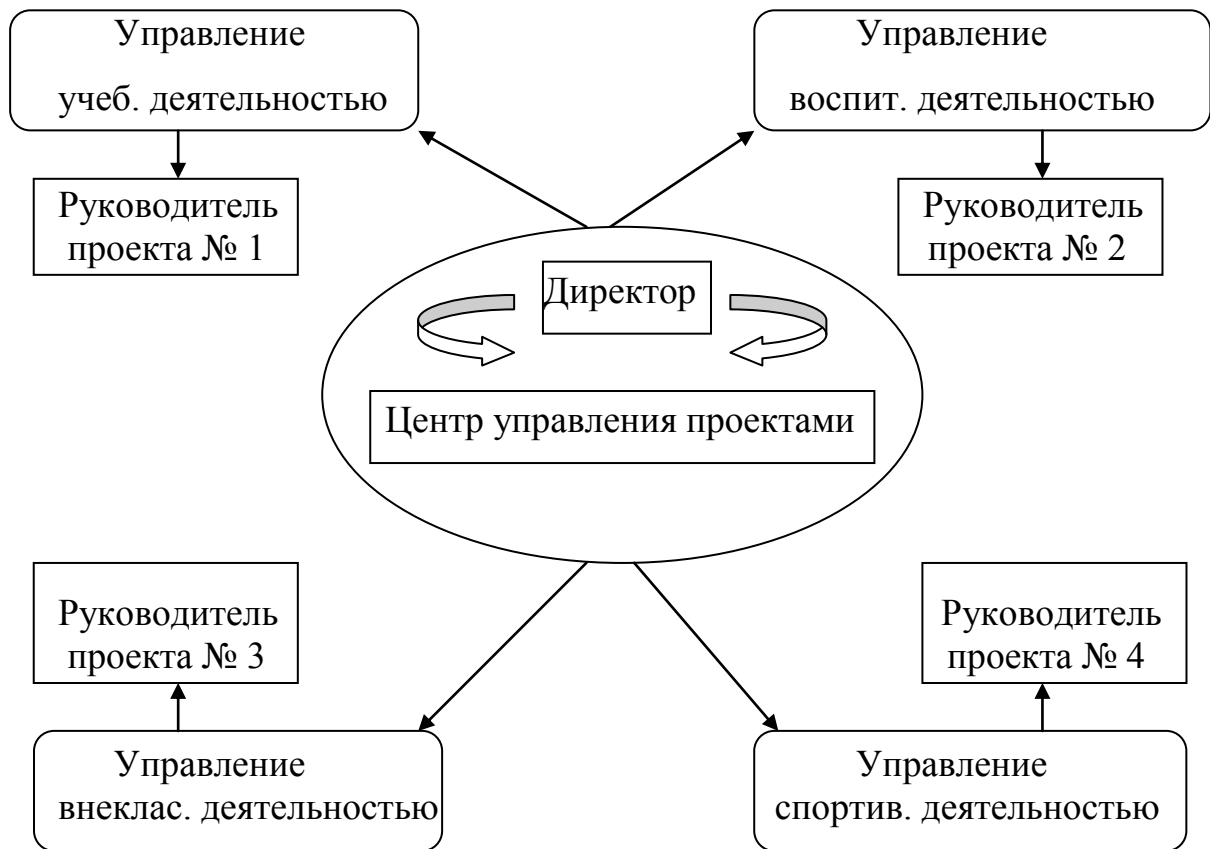 Управление
учеб. деятельностью
Управление
воспит. деятельностью
Руководитель
проекта № 1
Руководитель
проекта № 2
Директор
Центр управления проектами
Руководитель
проекта № 3
Руководитель
проекта № 4
Управление
внеклас. деятельностью
Управление
спортив. деятельностью